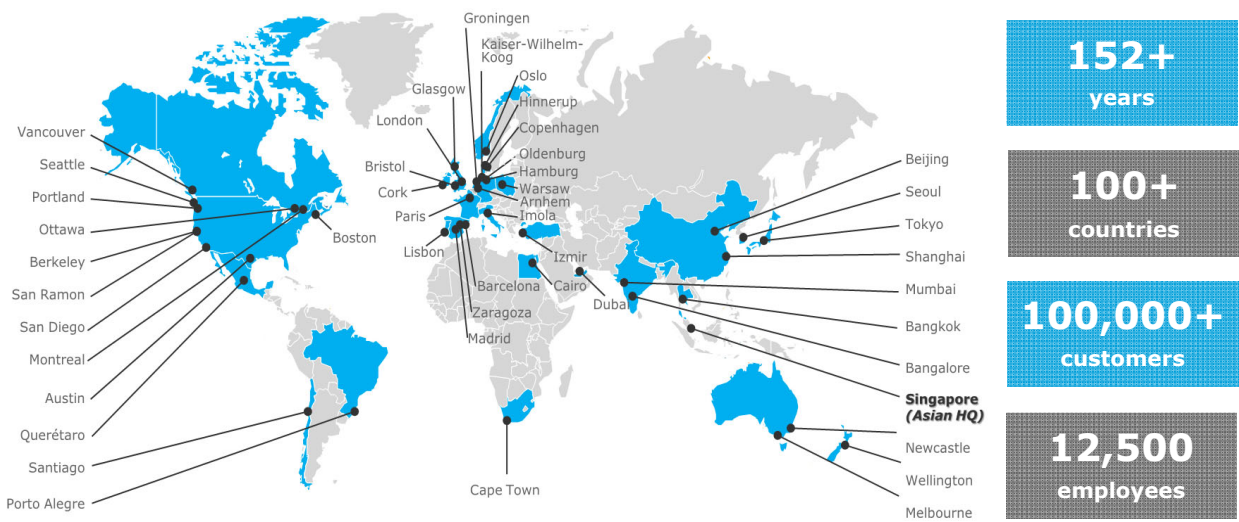 Groningen
Kaiser-Wilhelm-
Koog
Oslo
Glasgow
Hinnerup
London
Copenhagen
Oldenburg
Bristol
Hamburg
Cork
Warsaw
Arnhem
Paris
Imola
Lisbon
Izmir
Barcelona
Cairo
Zaragoza
Dubai
Madrid
Vancouver
Seattle
Portland
Ottawa
Boston
Berkeley
San Ramon
San Diego
Montreal
Austin
Querétaro
Santiago
Porto Alegre
Cape Town
Beijing
Seoul
Tokyo
Shanghai
Mumbai
Bangkok
Bangalore
Singapore
(Asian HQ)
Newcastle
Wellington
Melbourne
152+
years
100+
countries
100,000+
customers
12,500
employees